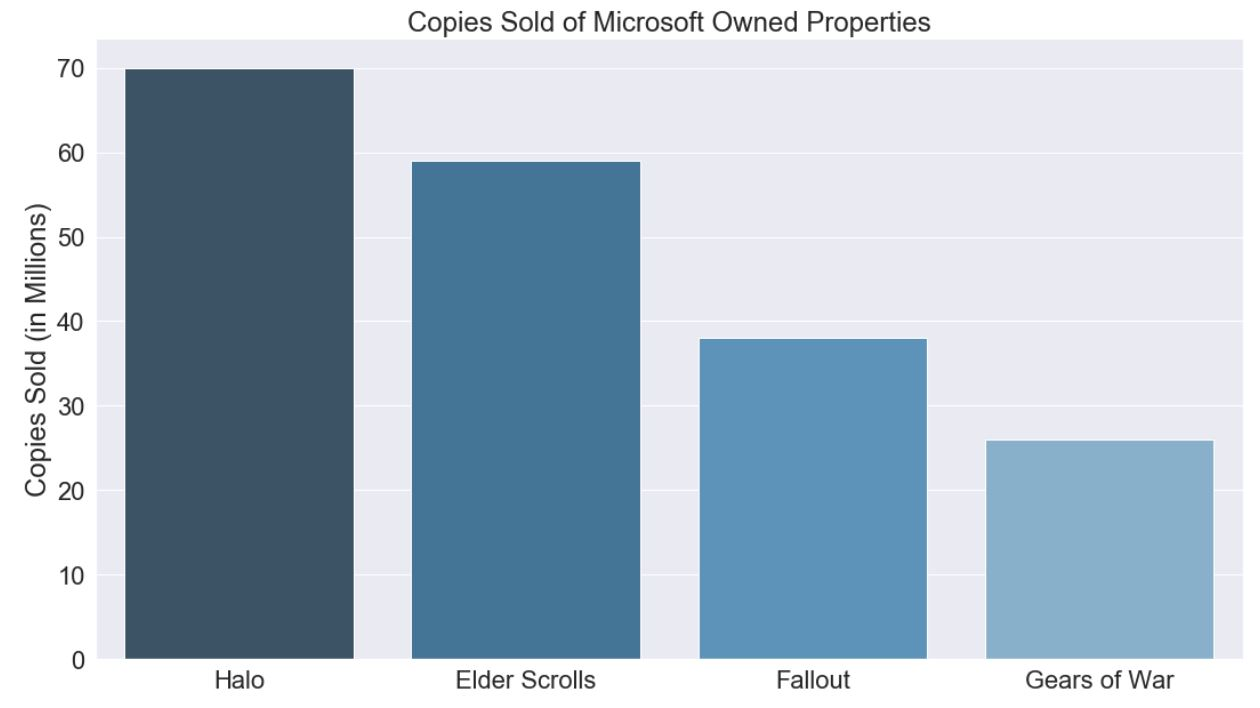 Copies Sold of Microsoft Owned Properties
Copies Sold (in Millions)
70
60
50
40
30
20
10
0
Halo
Elder Scrolls
Fallout
Gears of War